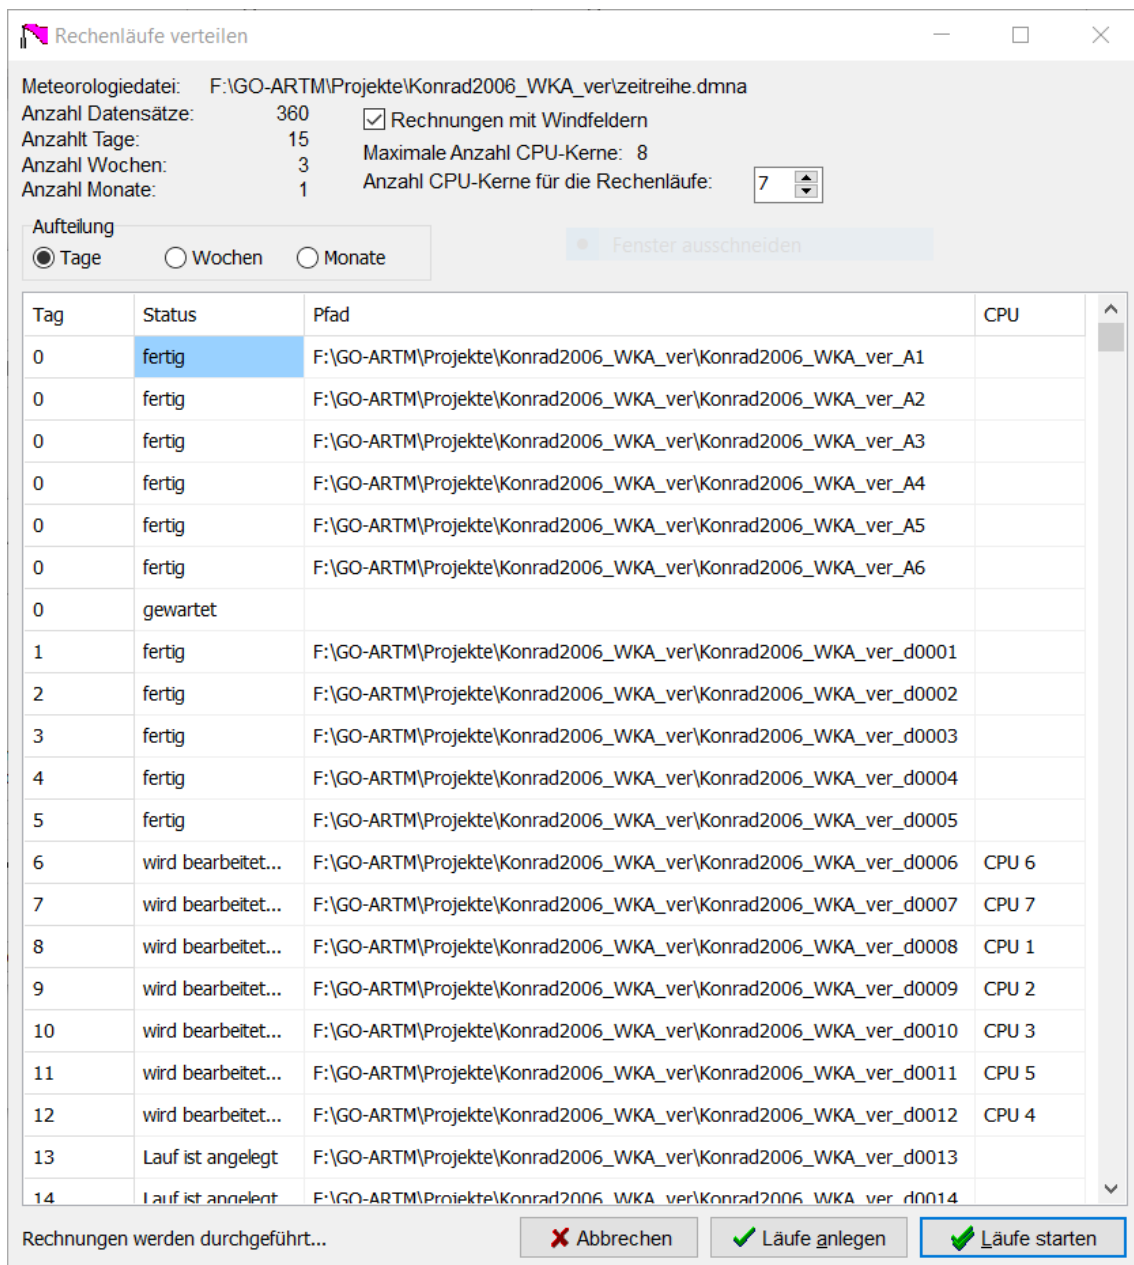 Rechenläufe verteilen
Meteorologiedatei: F:\GO-ARTM\Projekte\Konrad2006_WKA_ver\zeitreihe.dmna
Anzahl Datensätze: 360
Rechnungen mit Windfeldern
Anzahlt Tage: 15
Maximale Anzahl CPU-Kerne: 8
Anzahl Wochen: 3
Anzahl CPU-Kerne für die Rechenläufe: 7
Anzahl Monate: 1
Aufteilung
Fenster ausschneiden
Tage Wochen Monate
Tag Status Pfad CPU
0 fertig F:\GO-ARTM\Projekte\Konrad2006_WKA_ver\Konrad2006_WKA_ver_A1
0 fertig F:\GO-ARTM\Projekte\Konrad2006_WKA_ver\Konrad2006_WKA_ver_A2
0 fertig F:\GO-ARTM\Projekte\Konrad2006_WKA_ver\Konrad2006_WKA_ver_A3
0 fertig F:\GO-ARTM\Projekte\Konrad2006_WKA_ver\Konrad2006_WKA_ver_A4
0 fertig F:\GO-ARTM\Projekte\Konrad2006_WKA_ver\Konrad2006_WKA_ver_A5
0 fertig F:\GO-ARTM\Projekte\Konrad2006_WKA_ver\Konrad2006_WKA_ver_A6
0 gewartet
1 fertig F:\GO-ARTM\Projekte\Konrad2006_WKA_ver\Konrad2006_WKA_ver_d0001
2 fertig F:\GO-ARTM\Projekte\Konrad2006_WKA_ver\Konrad2006_WKA_ver_d0002
3 fertig F:\GO-ARTM\Projekte\Konrad2006_WKA_ver\Konrad2006_WKA_ver_d0003
4 fertig F:\GO-ARTM\Projekte\Konrad2006_WKA_ver\Konrad2006_WKA_ver_d0004
5 fertig F:\GO-ARTM\Projekte\Konrad2006_WKA_ver\Konrad2006_WKA_ver_d0005
6 wird bearbeitet... F:\GO-ARTM\Projekte\Konrad2006_WKA_ver\Konrad2006_WKA_ver_d0006 CPU 6
7 wird bearbeitet... F:\GO-ARTM\Projekte\Konrad2006_WKA_ver\Konrad2006_WKA_ver_d0007 CPU 7
8 wird bearbeitet... F:\GO-ARTM\Projekte\Konrad2006_WKA_ver\Konrad2006_WKA_ver_d0008 CPU 1
9 wird bearbeitet... F:\GO-ARTM\Projekte\Konrad2006_WKA_ver\Konrad2006_WKA_ver_d0009 CPU 2
10 wird bearbeitet... F:\GO-ARTM\Projekte\Konrad2006_WKA_ver\Konrad2006_WKA_ver_d0010 CPU 3
11 wird bearbeitet... F:\GO-ARTM\Projekte\Konrad2006_WKA_ver\Konrad2006_WKA_ver_d0011 CPU 5
12 wird bearbeitet... F:\GO-ARTM\Projekte\Konrad2006_WKA_ver\Konrad2006_WKA_ver_d0012 CPU 4
13 Lauf ist angelegt F:\GO-ARTM\Projekte\Konrad2006_WKA_ver\Konrad2006_WKA_ver_d0013
14 Lauf ist angelegt F:\GO-ARTM\Projekte\Konrad2006_WKA_ver\Konrad2006_WKA_ver_d0014
Rechnungen werden durchgeführt... Abbrechen Läufe anlegen Läufe starten